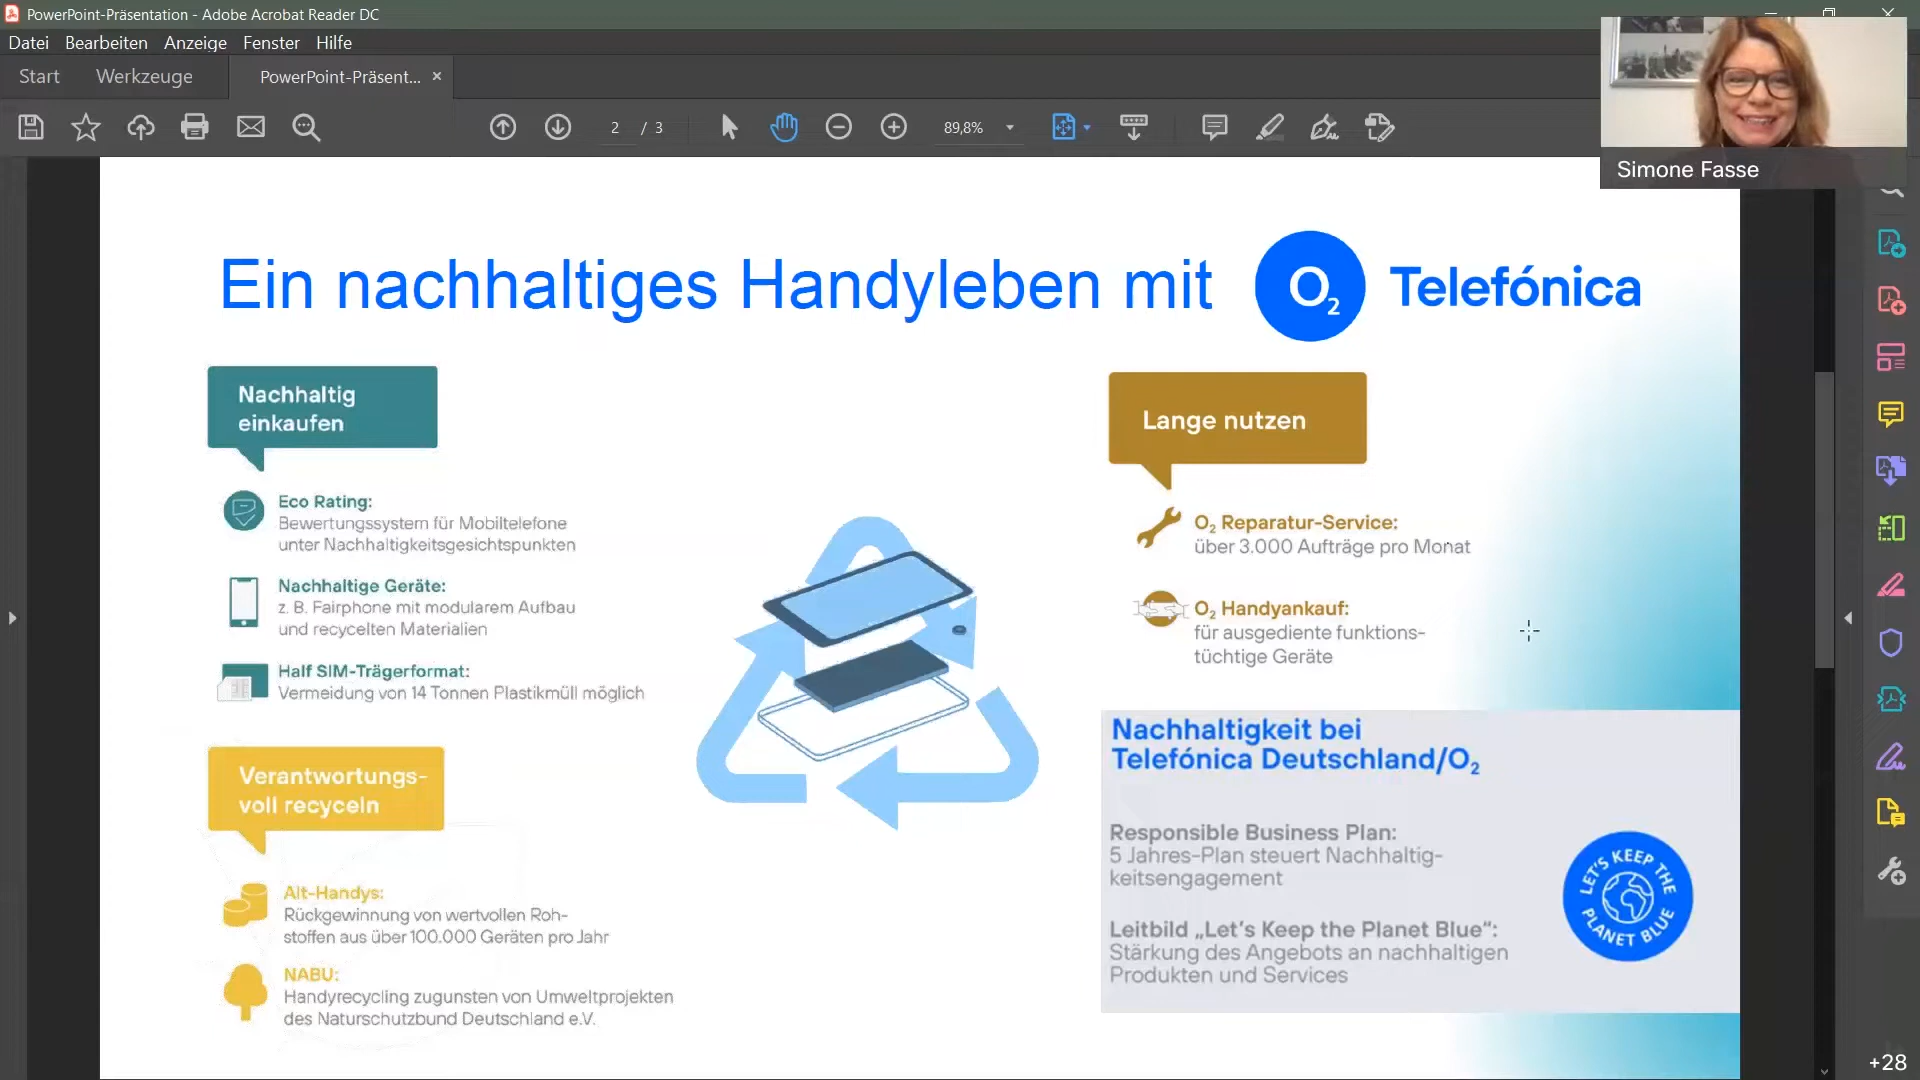 PowerPoint-Präsentation - Adobe Acrobat Reader DC
Datei Bearbeiten Anzeige Fenster Hilfe
Start Werkzeuge PowerPoint-Präsent... ×
2 / 3 89,8%
Simone Fasse
Ein nachhaltiges Handyleben mit O₂ Telefónica
Nachhaltig
einkaufen
Eco Rating:
Bewertungssystem für Mobiltelefone
unter Nachhaltigkeitsgesichtspunkten
Nachhaltige Geräte:
z. B. Fairphone mit modularem Aufbau
und recycelten Materialien
Half SIM-Trägerformat:
Vermeidung von 14 Tonnen Plastikmüll möglich
Verantwortungs-
voll recyceln
Alt-Handys:
Rückgewinnung von wertvollen Roh-
stoffen aus über 100.000 Geräten pro Jahr
NABU:
Handyrecycling zugunsten von Umweltprojekten
des Naturschutzbund Deutschland e.V.
Lange nutzen
O₂ Reparatur-Service:
über 3.000 Aufträge pro Monat
O₂ Handyankauf:
für ausgediente funktions-
tüchtige Geräte
Nachhaltigkeit bei
Telefónica Deutschland/O₂
Responsible Business Plan:
5 Jahres-Plan steuert Nachhaltig-
keitsengagement
Leitbild „Let's Keep the Planet Blue“:
Stärkung des Angebots an nachhaltigen
Produkten und Services
LET'S KEEP THE
PLANET BLUE
+28